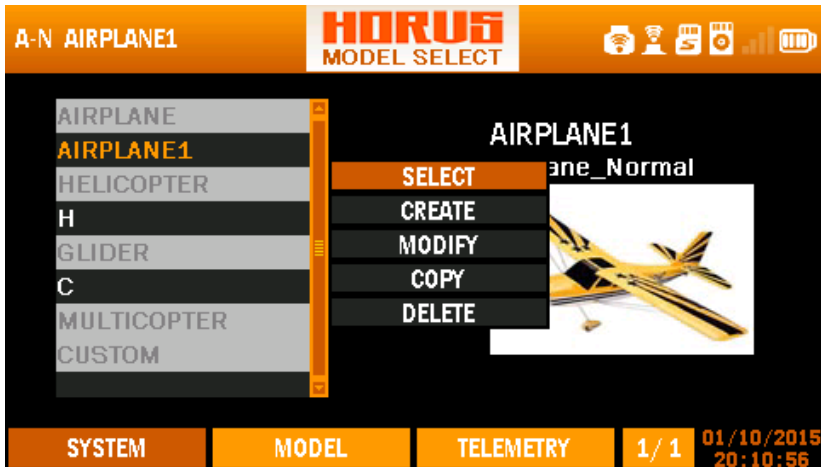 A-N AIRPLANE1
HORUS
MODEL SELECT
AIRPLANE
AIRPLANE1
HELICOPTER
H
GLIDER
C
MULTICOPTER
CUSTOM
AIRPLANE1
ane_Normal
SELECT
CREATE
MODIFY
COPY
DELETE
SYSTEM
MODEL
TELEMETRY
1/1
01/10/2015
20:10:56